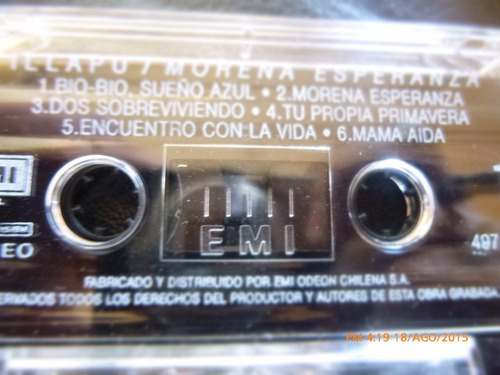 ILLAPU / MORENA ESPERANZA
1.BIO-BIO, SUEÑO AZUL • 2.MORENA ESPERANZA
3.DOS SOBREVIVIENDO • 4.TU PROPIA PRIMAVERA
5.ENCUENTRO CON LA VIDA • 6.MAMA AIDA
EMI
497
FABRICADO Y DISTRIBUIDO POR EMI ODEON CHILENA S.A.
ERVADOS TODOS LOS DERECHOS DEL PRODUCTOR Y AUTORES DE ESTA OBRA GRABADA
PM 4:19 18/AGO/2015